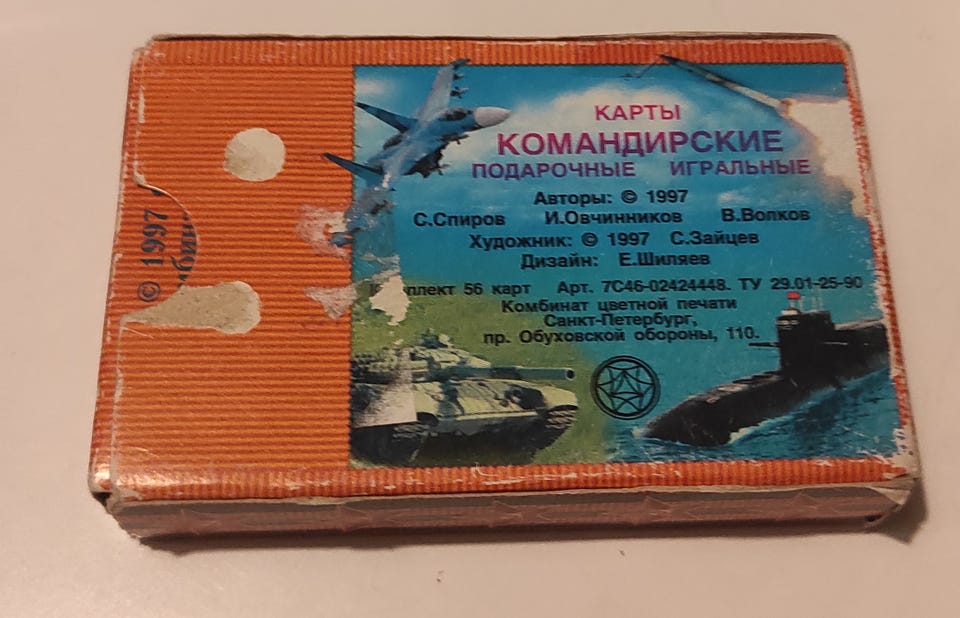 КАРТЫ
КОМАНДИРСКИЕ
ПОДАРОЧНЫЕ ИГРАЛЬНЫЕ
Авторы: © 1997
С.Спиров И.Овчинников В.Волков
Художник: © 1997 С.Зайцев
Дизайн: Е.Шиляев
56 карт Арт. 7С46-02424448. ТУ 29.01-25-90
Комбинат цветной печати
Санкт-Петербург,
пр. Обуховской обороны, 110.
© 1997